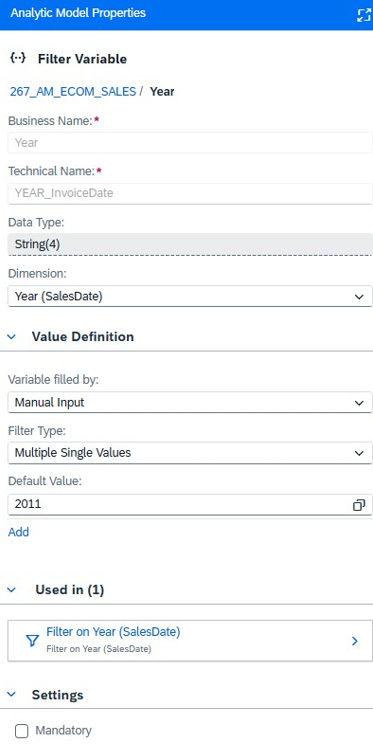 Analytic Model Properties
Filter Variable
267_AM_ECOM_SALES / Year
Business Name:*
Year
Technical Name:*
YEAR_InvoiceDate
Data Type:
String(4)
Dimension:
Year (SalesDate)
Value Definition
Variable filled by:
Manual Input
Filter Type:
Multiple Single Values
Default Value:
2011
Add
Used in (1)
Filter on Year (SalesDate)
Filter on Year (SalesDate)
Settings
Mandatory